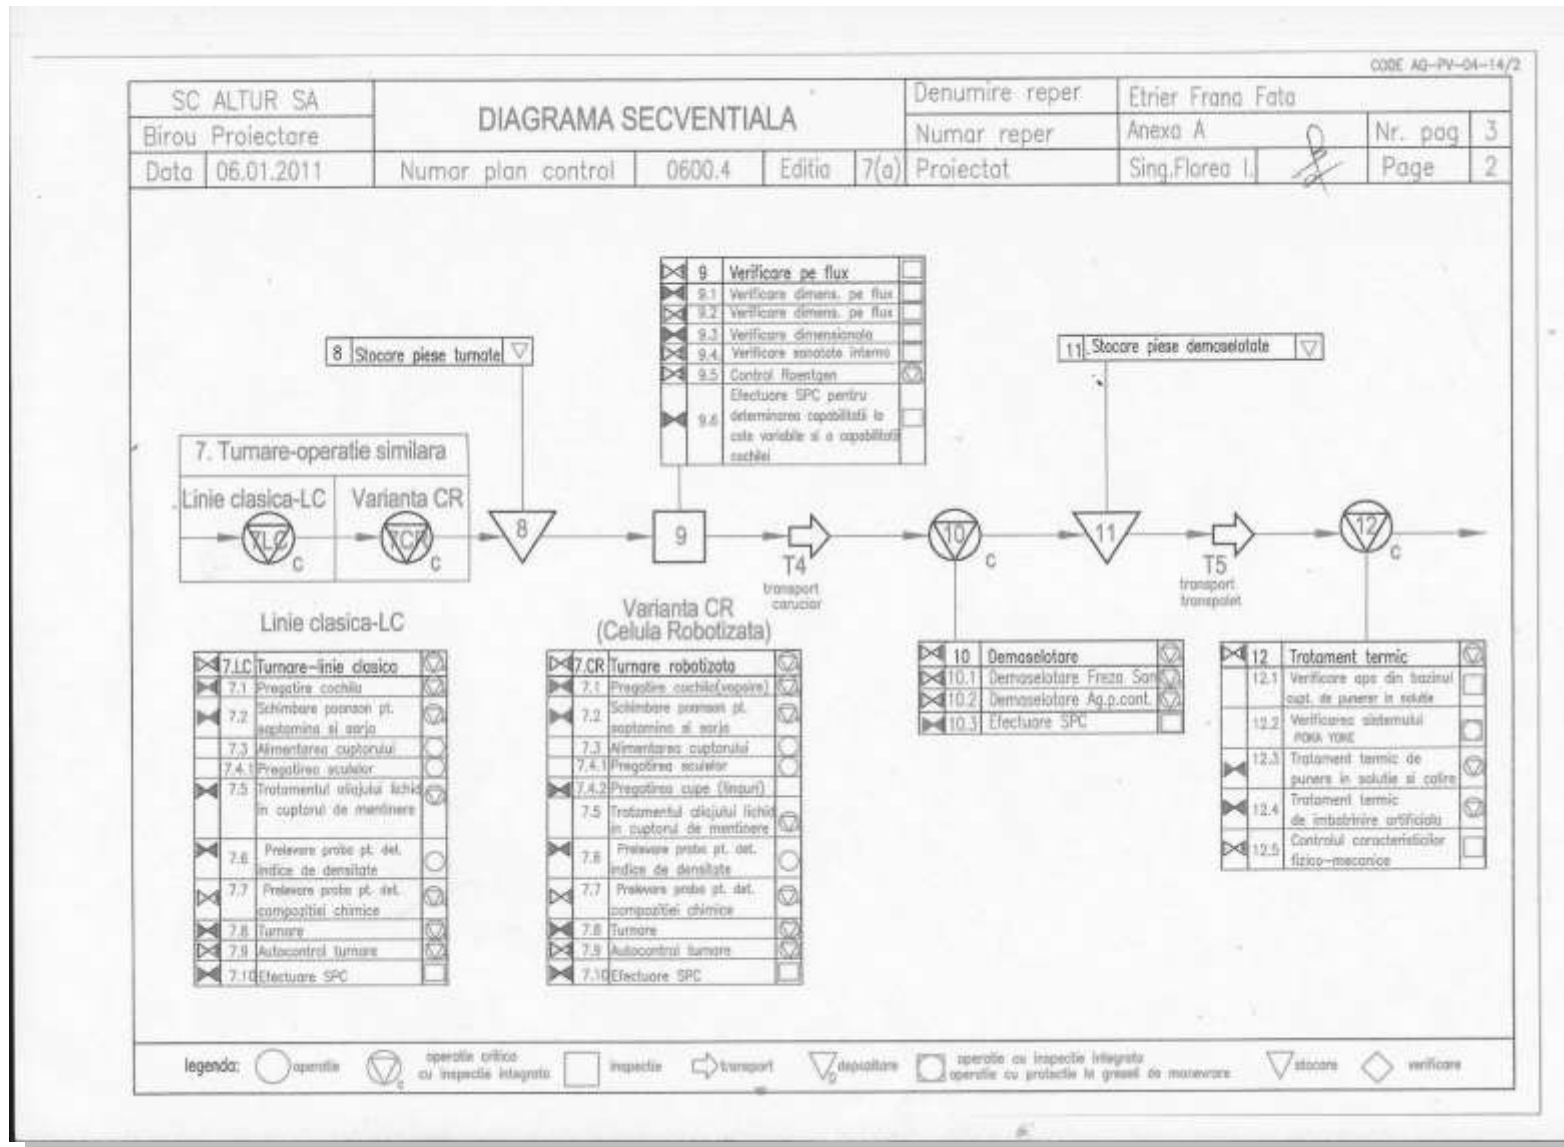 CODE AQ-PV-04-14/2
SC ALTUR SA
Birou Proiectare
Data 06.01.2011
DIAGRAMA SECVENTIALA
Numar plan control 0600.4 Editia 7(a)
Denumire reper Etrier Frana Fata
Numar reper Anexa A Nr. pag 3
Proiectat Sing.Florea I. Page 2
9 Verificare pe flux
9.1 Verificare dimens. pe flux
9.2 Verificare dimens. pe flux
9.3 Verificare dimensionala
9.4. Verificare sanatate interna
9.5 Control Roentgen
9.6 Efectuare SPC pentru
determinarea capabilitatii la
cote variabile si a capabilitatii
cochilei
8 Stocare piese turnate
11. Stocare piese demaselotate
7. Turnare-operatie similara
Linie clasica-LC Varianta CR
7LC C 7CR C 8 9 T4 10 C 11 T5 12 C
transport
carucior
transport
transpalet
Linie clasica-LC
7.LC Turnare-linie clasica
7.1 Pregatire cochila
7.2 Schimbare poanson pt.
saptamina si sarja
7.3 Alimentarea cuptorului
7.4.1 Pregatirea sculelor
7.5 Tratamentul aliajului lichid
in cuptorul de mentinere
7.6 Prelevare probe pt. det.
indice de densitate
7.7 Prelevare probe pt. det.
compozitiei chimice
7.8 Turnare
7.9 Autocontrol turnare
7.10 Efectuare SPC
Varianta CR
(Celula Robotizata)
7.CR Turnare robotizata
7.1 Pregatire cochila(vopsire)
7.2 Schimbare poanson pt.
saptamina si sarja
7.3 Alimentarea cuptorului
7.4.1 Pregatirea sculelor
7.4.2 Pregatirea cupe (linguri)
7.5 Tratamentul aliajului lichid
in cuptorul de mentinere
7.6 Prelevare probe pt. det.
indice de densitate
7.7 Prelevare probe pt. det.
compozitiei chimice
7.8 Turnare
7.9 Autocontrol turnare
7.10 Efectuare SPC
10 Demaselotare
10.1 Demaselotare Freza San
10.2 Demaselotare Ag.p.cont.
10.3 Efectuare SPC
12 Tratament termic
12.1 Verificare apa din bazinul
cupt. de punerer in solutie
12.2 Verificarea sistemului
POKA YOKE
12.3 Tratament termic de
punere in solutie si calire
12.4 Tratament termic
de imbatrinire artificiala
12.5 Controlul caracteristicilor
fizico-mecanice
legenda: operatie
operatie critica
cu inspectie integrata
C
inspectie
transport
D depozitare
operatie cu inspectie integrata
operatie cu protectie la greseli de manevrare
stocare
verificare